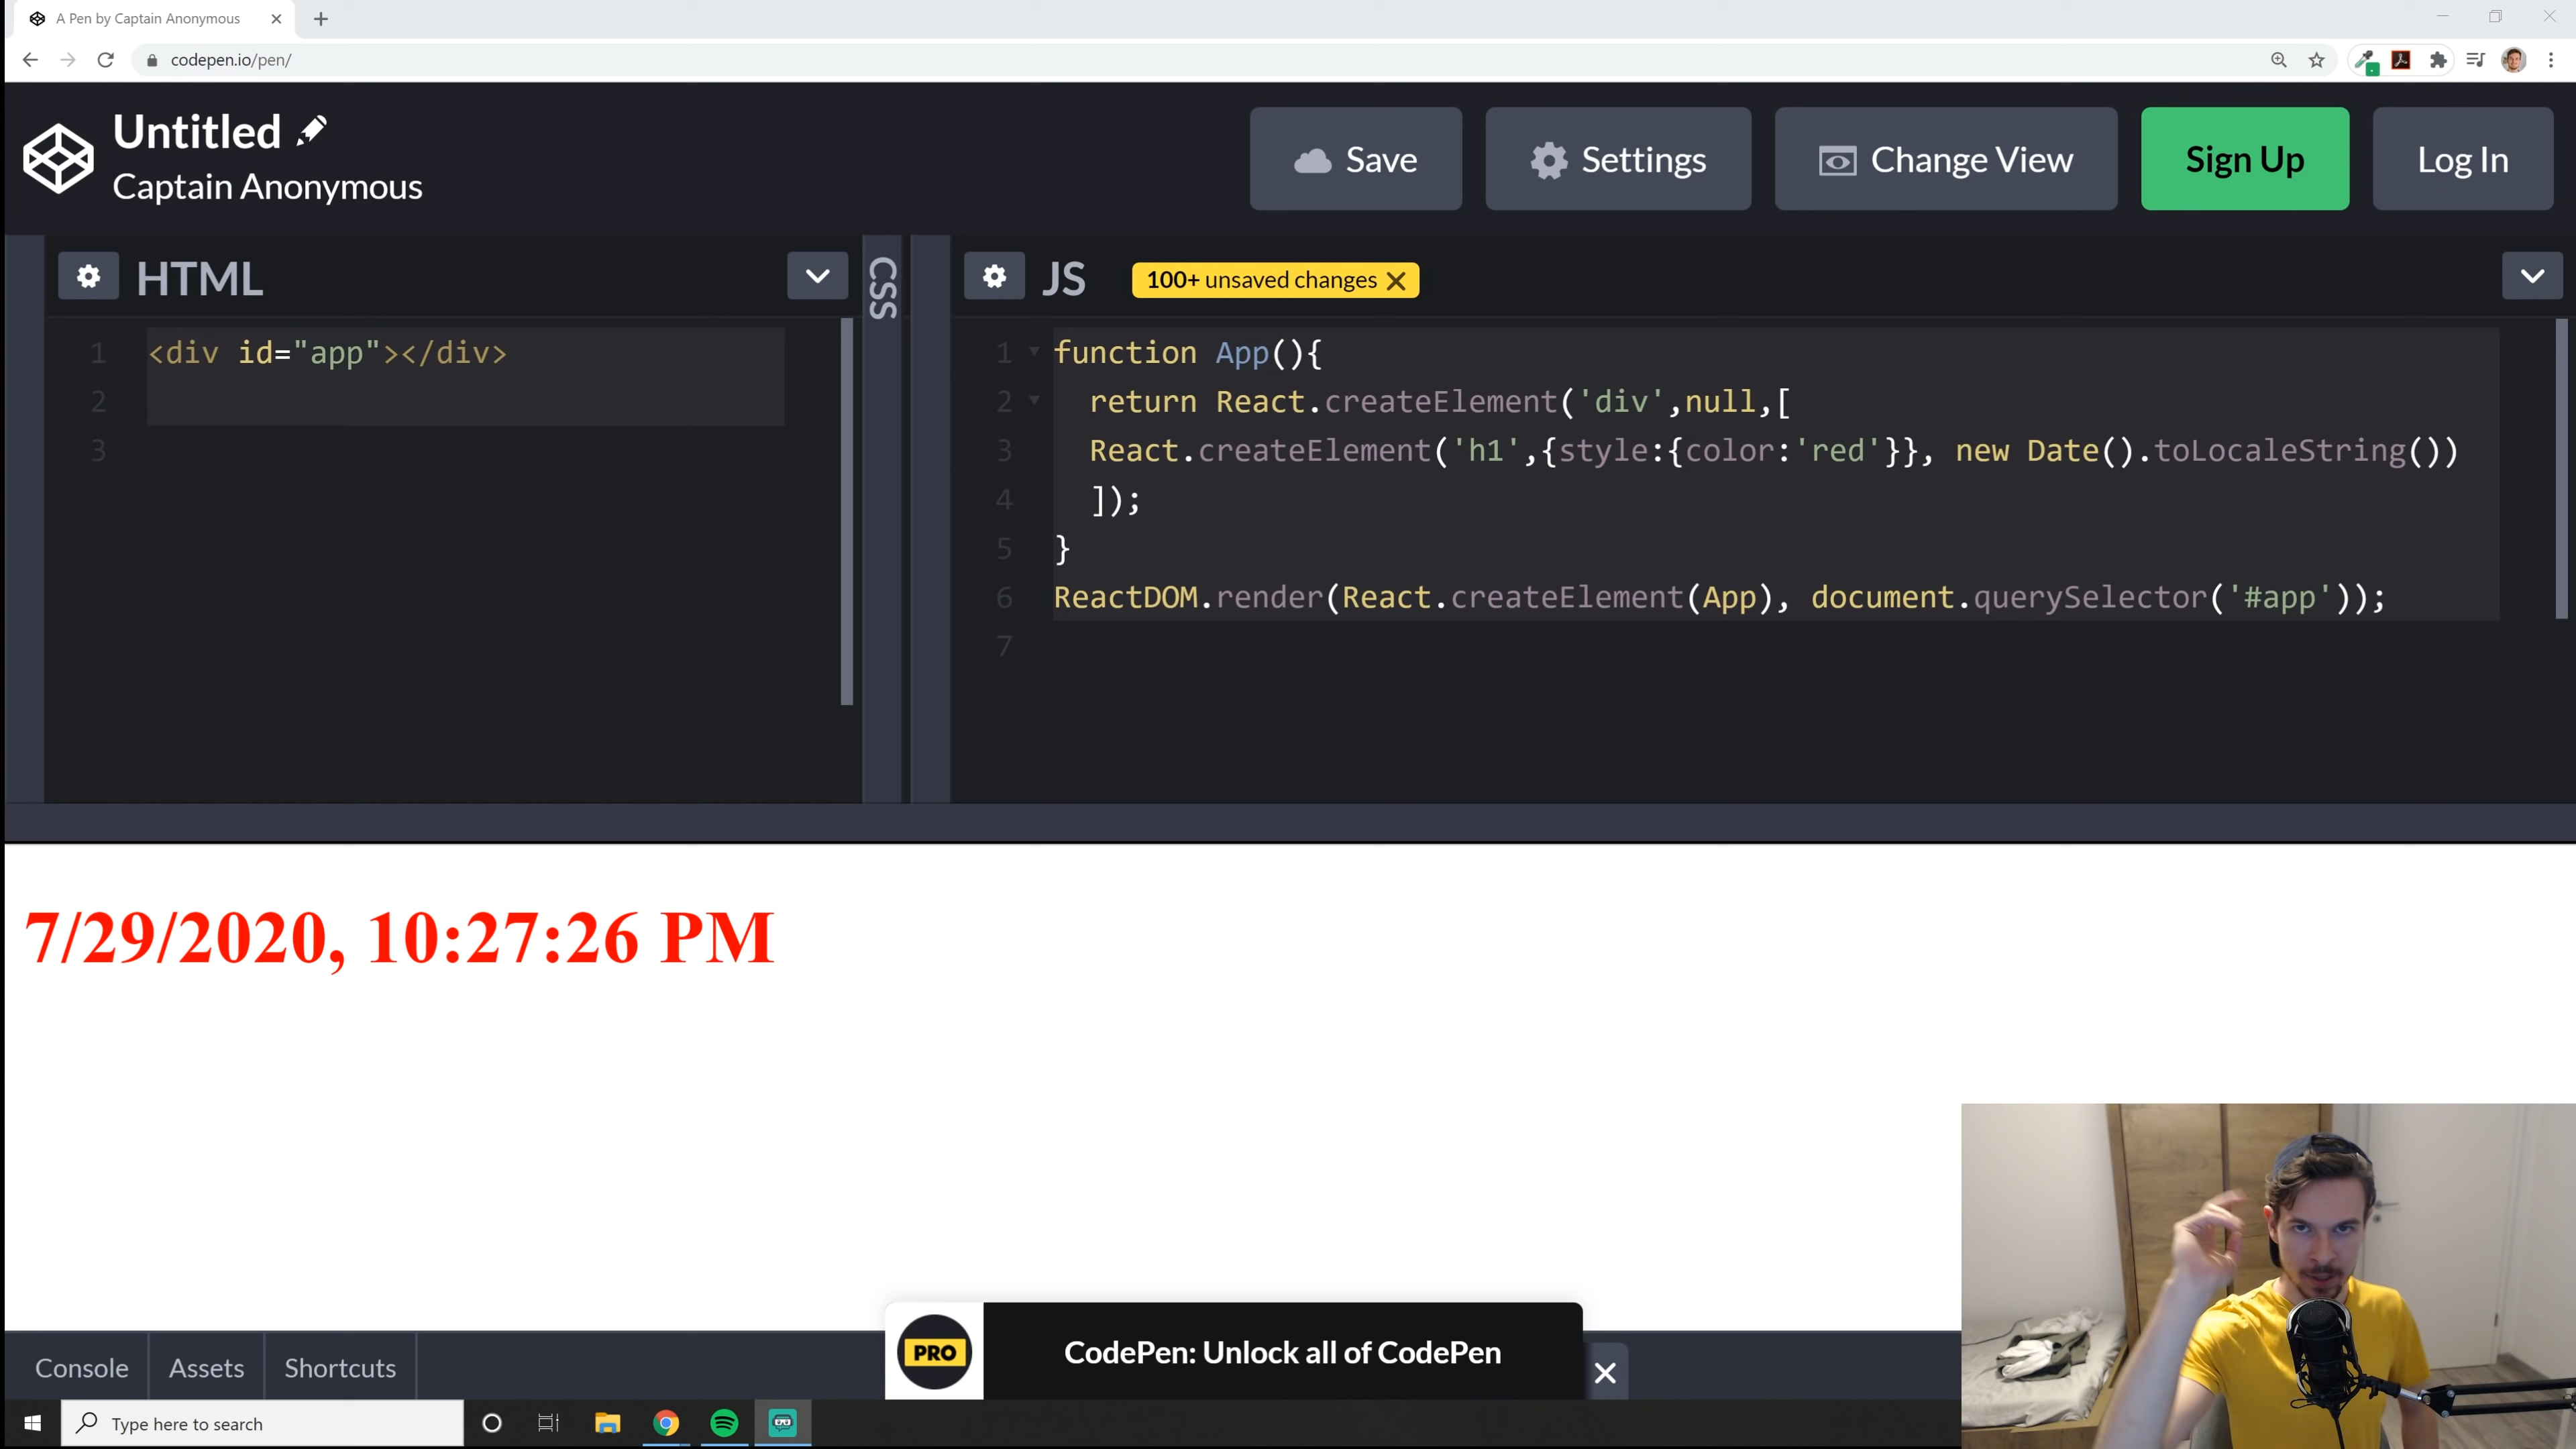 A Pen by Captain Anonymous
codepen.io/pen/
Untitled
Captain Anonymous
Save
Settings
Change View
Sign Up
Log In
HTML
CSS
JS
100+ unsaved changes
1 <div id="app"></div>
2
3
1 function App(){
2 return React.createElement('div',null,[
3 React.createElement('h1',{style:{color:'red'}}, new Date().toLocaleString())
4 ]);
5 }
6 ReactDOM.render(React.createElement(App), document.querySelector('#app'));
7
7/29/2020, 10:27:26 PM
PRO
CodePen: Unlock all of CodePen
Console
Assets
Shortcuts
Type here to search